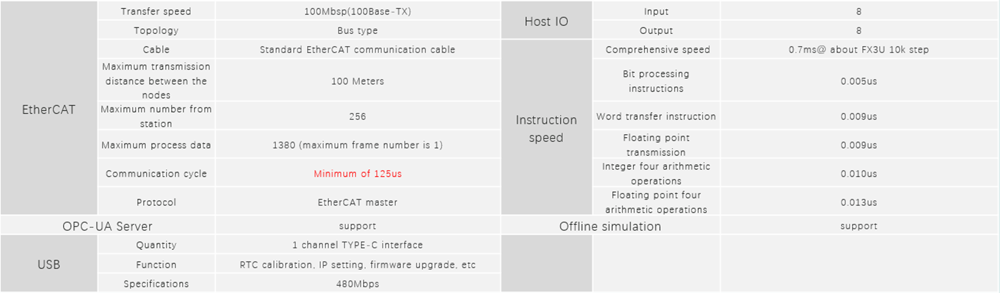 EtherCAT
Transfer speed
100Mbsp(100Base-TX)
Topology
Bus type
Cable
Standard EtherCAT communication cable
Maximum transmission
distance between the
nodes
100 Meters
Maximum number from
station
256
Maximum process data
1380 (maximum frame number is 1)
Communication cycle
Minimum of 125us
Protocol
EtherCAT master
OPC-UA Server
support
USB
Quantity
1 channel TYPE-C interface
Function
RTC calibration, IP setting, firmware upgrade, etc
Specifications
480Mbps
Host IO
Input
8
Output
8
Instruction
speed
Comprehensive speed
0.7ms@ about FX3U 10k step
Bit processing
instructions
0.005us
Word transfer instruction
0.009us
Floating point
transmission
0.009us
Integer four arithmetic
operations
0.010us
Floating point four
arithmetic operations
0.013us
Offline simulation
support